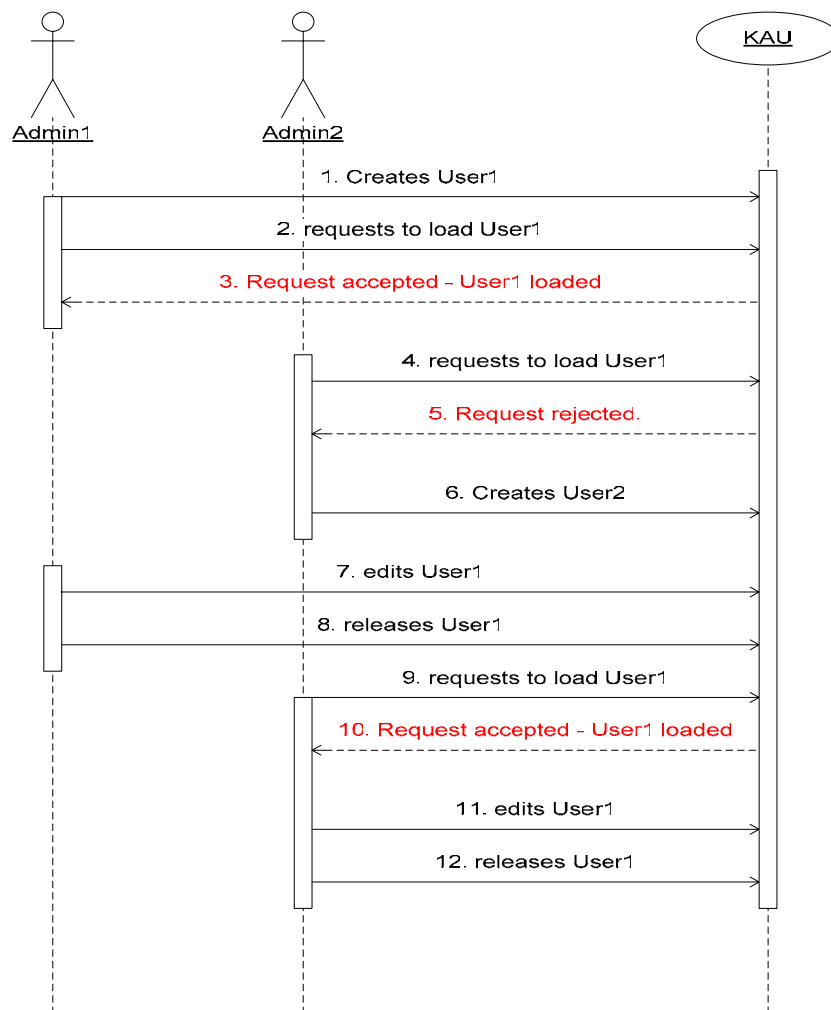 KAU
Admin1
Admin2
1. Creates User1
2. requests to load User1
3. Request accepted - User1 loaded
4. requests to load User1
5. Request rejected.
6. Creates User2
7. edits User1
8. releases User1
9. requests to load User1
10. Request accepted - User1 loaded
11. edits User1
12. releases User1